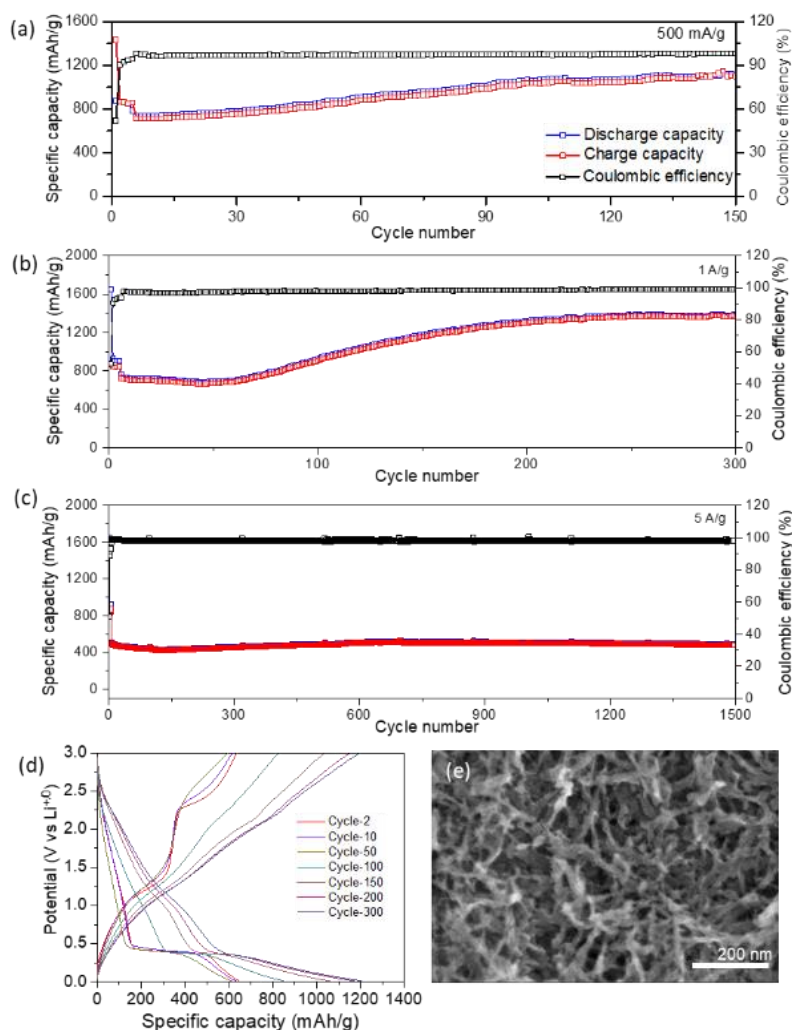 (a)
500 mA/g
Specific capacity (mAh/g)
1600
1200
800
400
0
Coulombic efficiency (%)
120
90
60
30
0
Discharge capacity
Charge capacity
Coulombic efficiency
0 30 60 90 120 150
Cycle number
(b)
1 A/g
Specific capacity (mAh/g)
2000
1600
1200
800
400
0
Coulombic efficiency (%)
120
100
80
60
40
20
0
0 100 200 300
Cycle number
(c)
5 A/g
Specific capacity (mAh/g)
2000
1600
1200
800
400
0
Coulombic efficiency (%)
120
100
80
60
40
20
0
0 300 600 900 1200 1500
Cycle number
(d)
Potential (V vs Li⁺ᐟ⁰)
3.0
2.5
2.0
1.5
1.0
0.5
0.0
Cycle-2
Cycle-10
Cycle-50
Cycle-100
Cycle-150
Cycle-200
Cycle-300
0 200 400 600 800 1000 1200 1400
Specific capacity (mAh/g)
(e)
200 nm